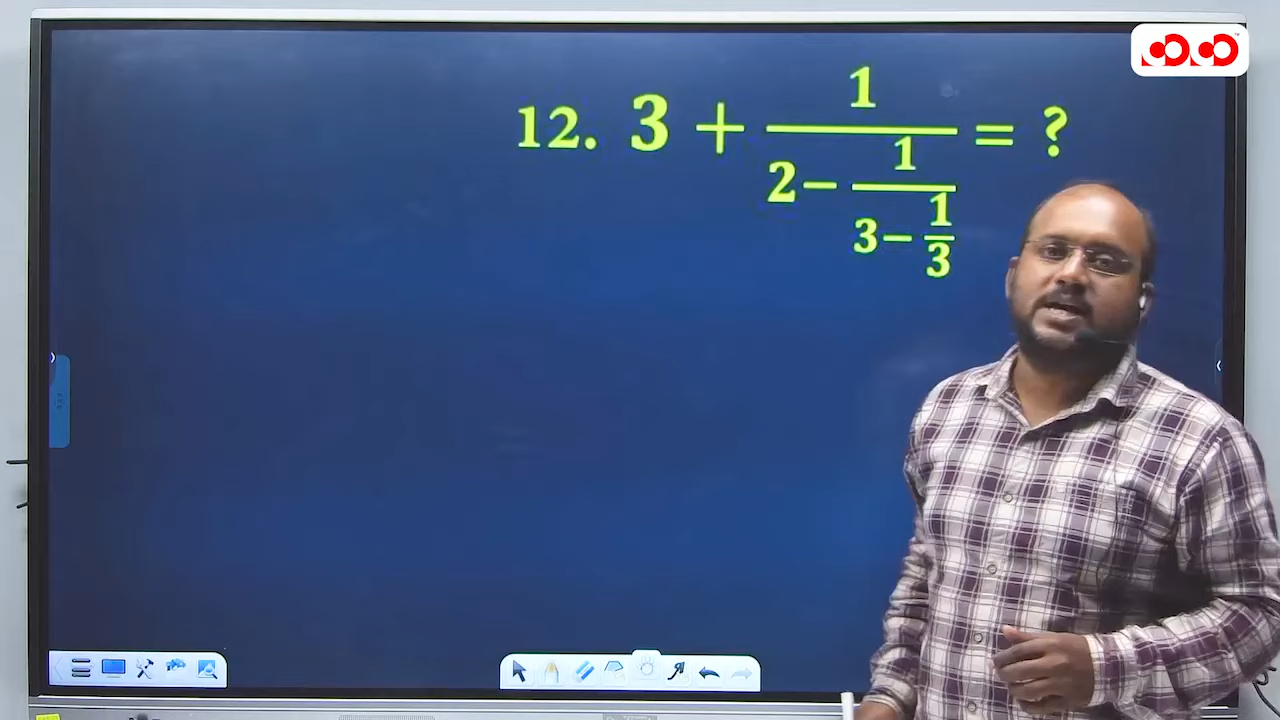 12. 3 + 1/(2 − 1/(3 − 1/3)) = ?